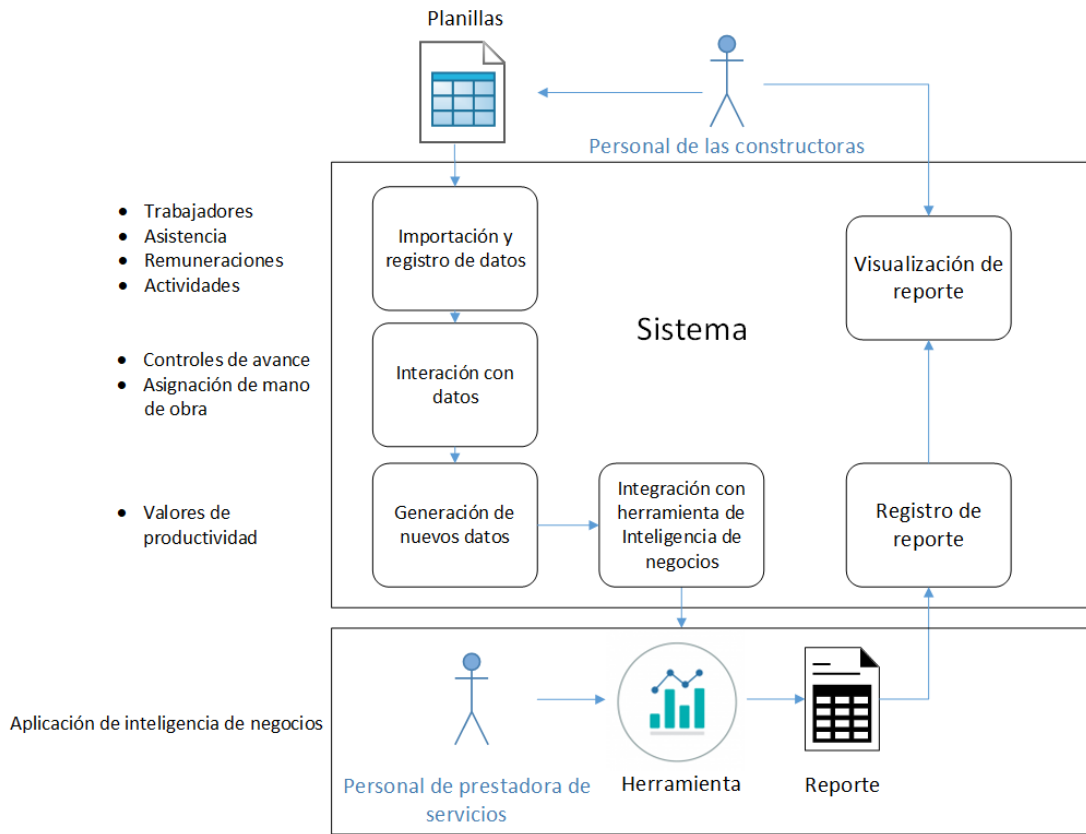 Planillas
Personal de las constructoras
• Trabajadores
• Asistencia
• Remuneraciones
• Actividades
Importación y
registro de datos
Visualización de
reporte
Sistema
• Controles de avance
• Asignación de mano
de obra
Interación con
datos
• Valores de
productividad
Generación de
nuevos datos
Integración con
herramienta de
Inteligencia de
negocios
Registro de
reporte
Aplicación de inteligencia de negocios
Personal de prestadora de
servicios
Herramienta
Reporte